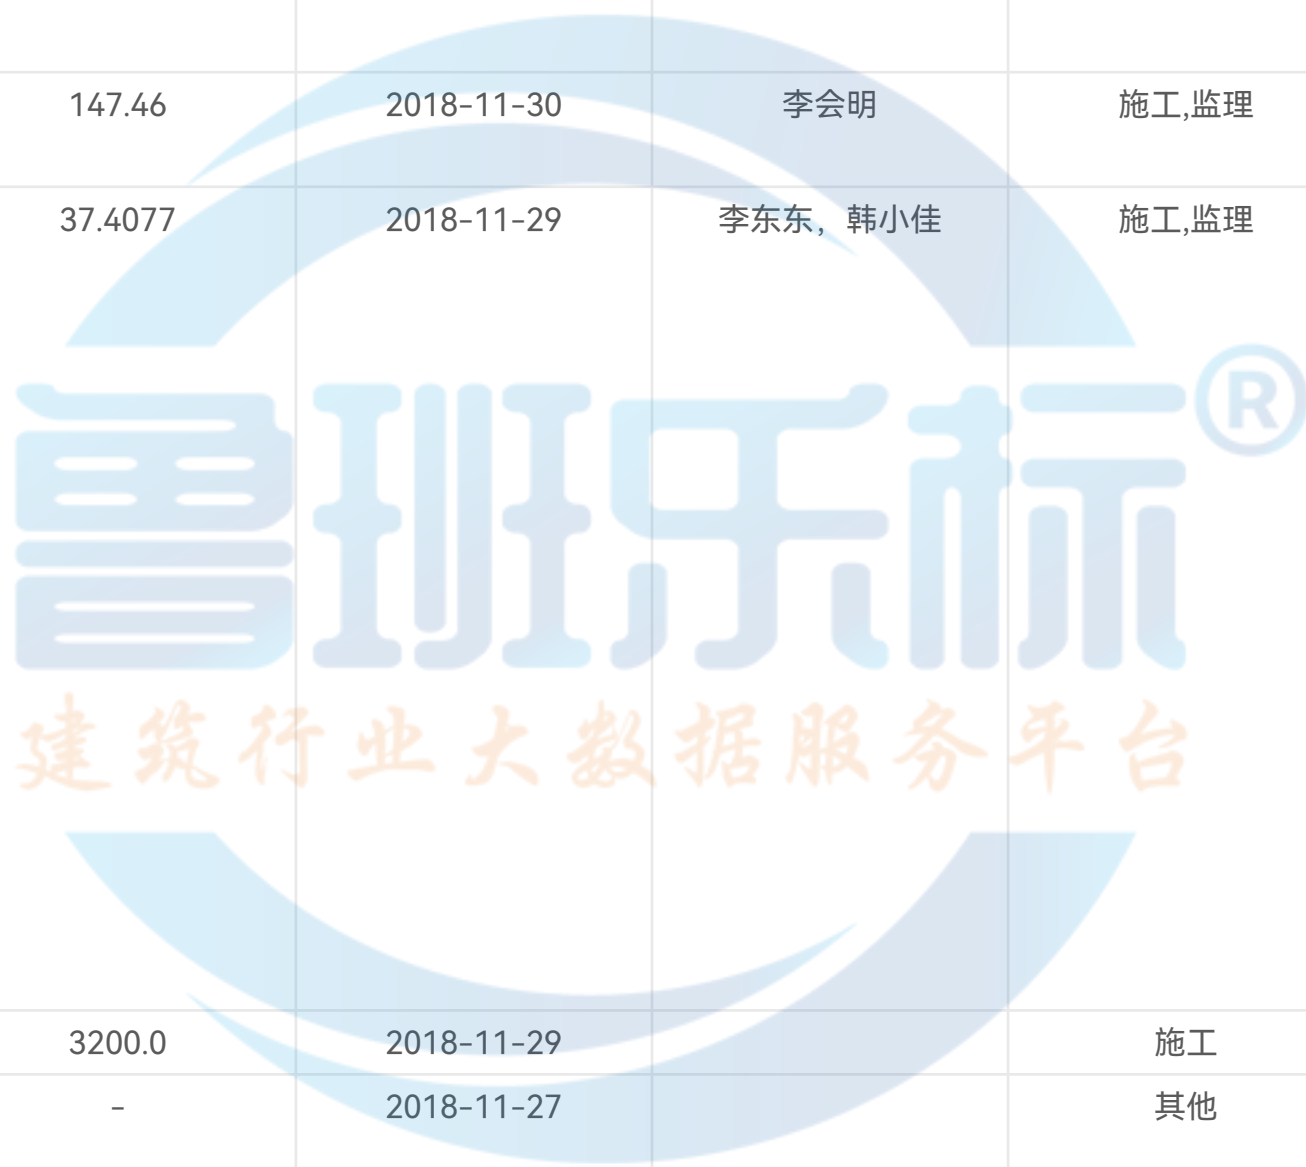 147.46 2018-11-30 李会明 施工,监理
37.4077 2018-11-29 李东东，韩小佳 施工,监理
鲁班乐标®
建筑行业大数据服务平台
3200.0 2018-11-29 施工
- 2018-11-27 其他